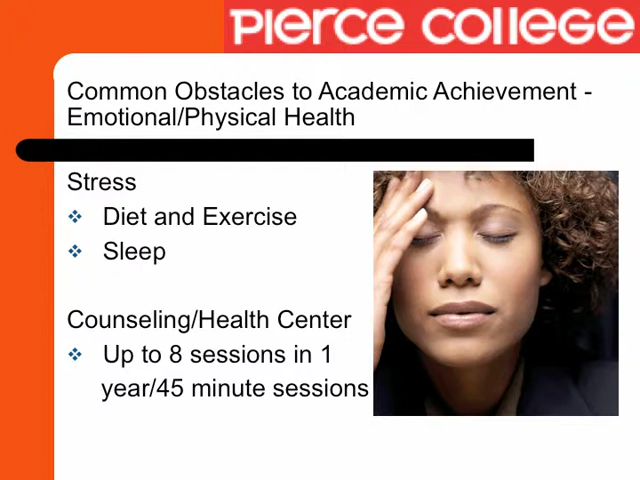 PIERCE COLLEGE
Common Obstacles to Academic Achievement -
Emotional/Physical Health
Stress
❖ Diet and Exercise
❖ Sleep
Counseling/Health Center
❖ Up to 8 sessions in 1
year/45 minute sessions